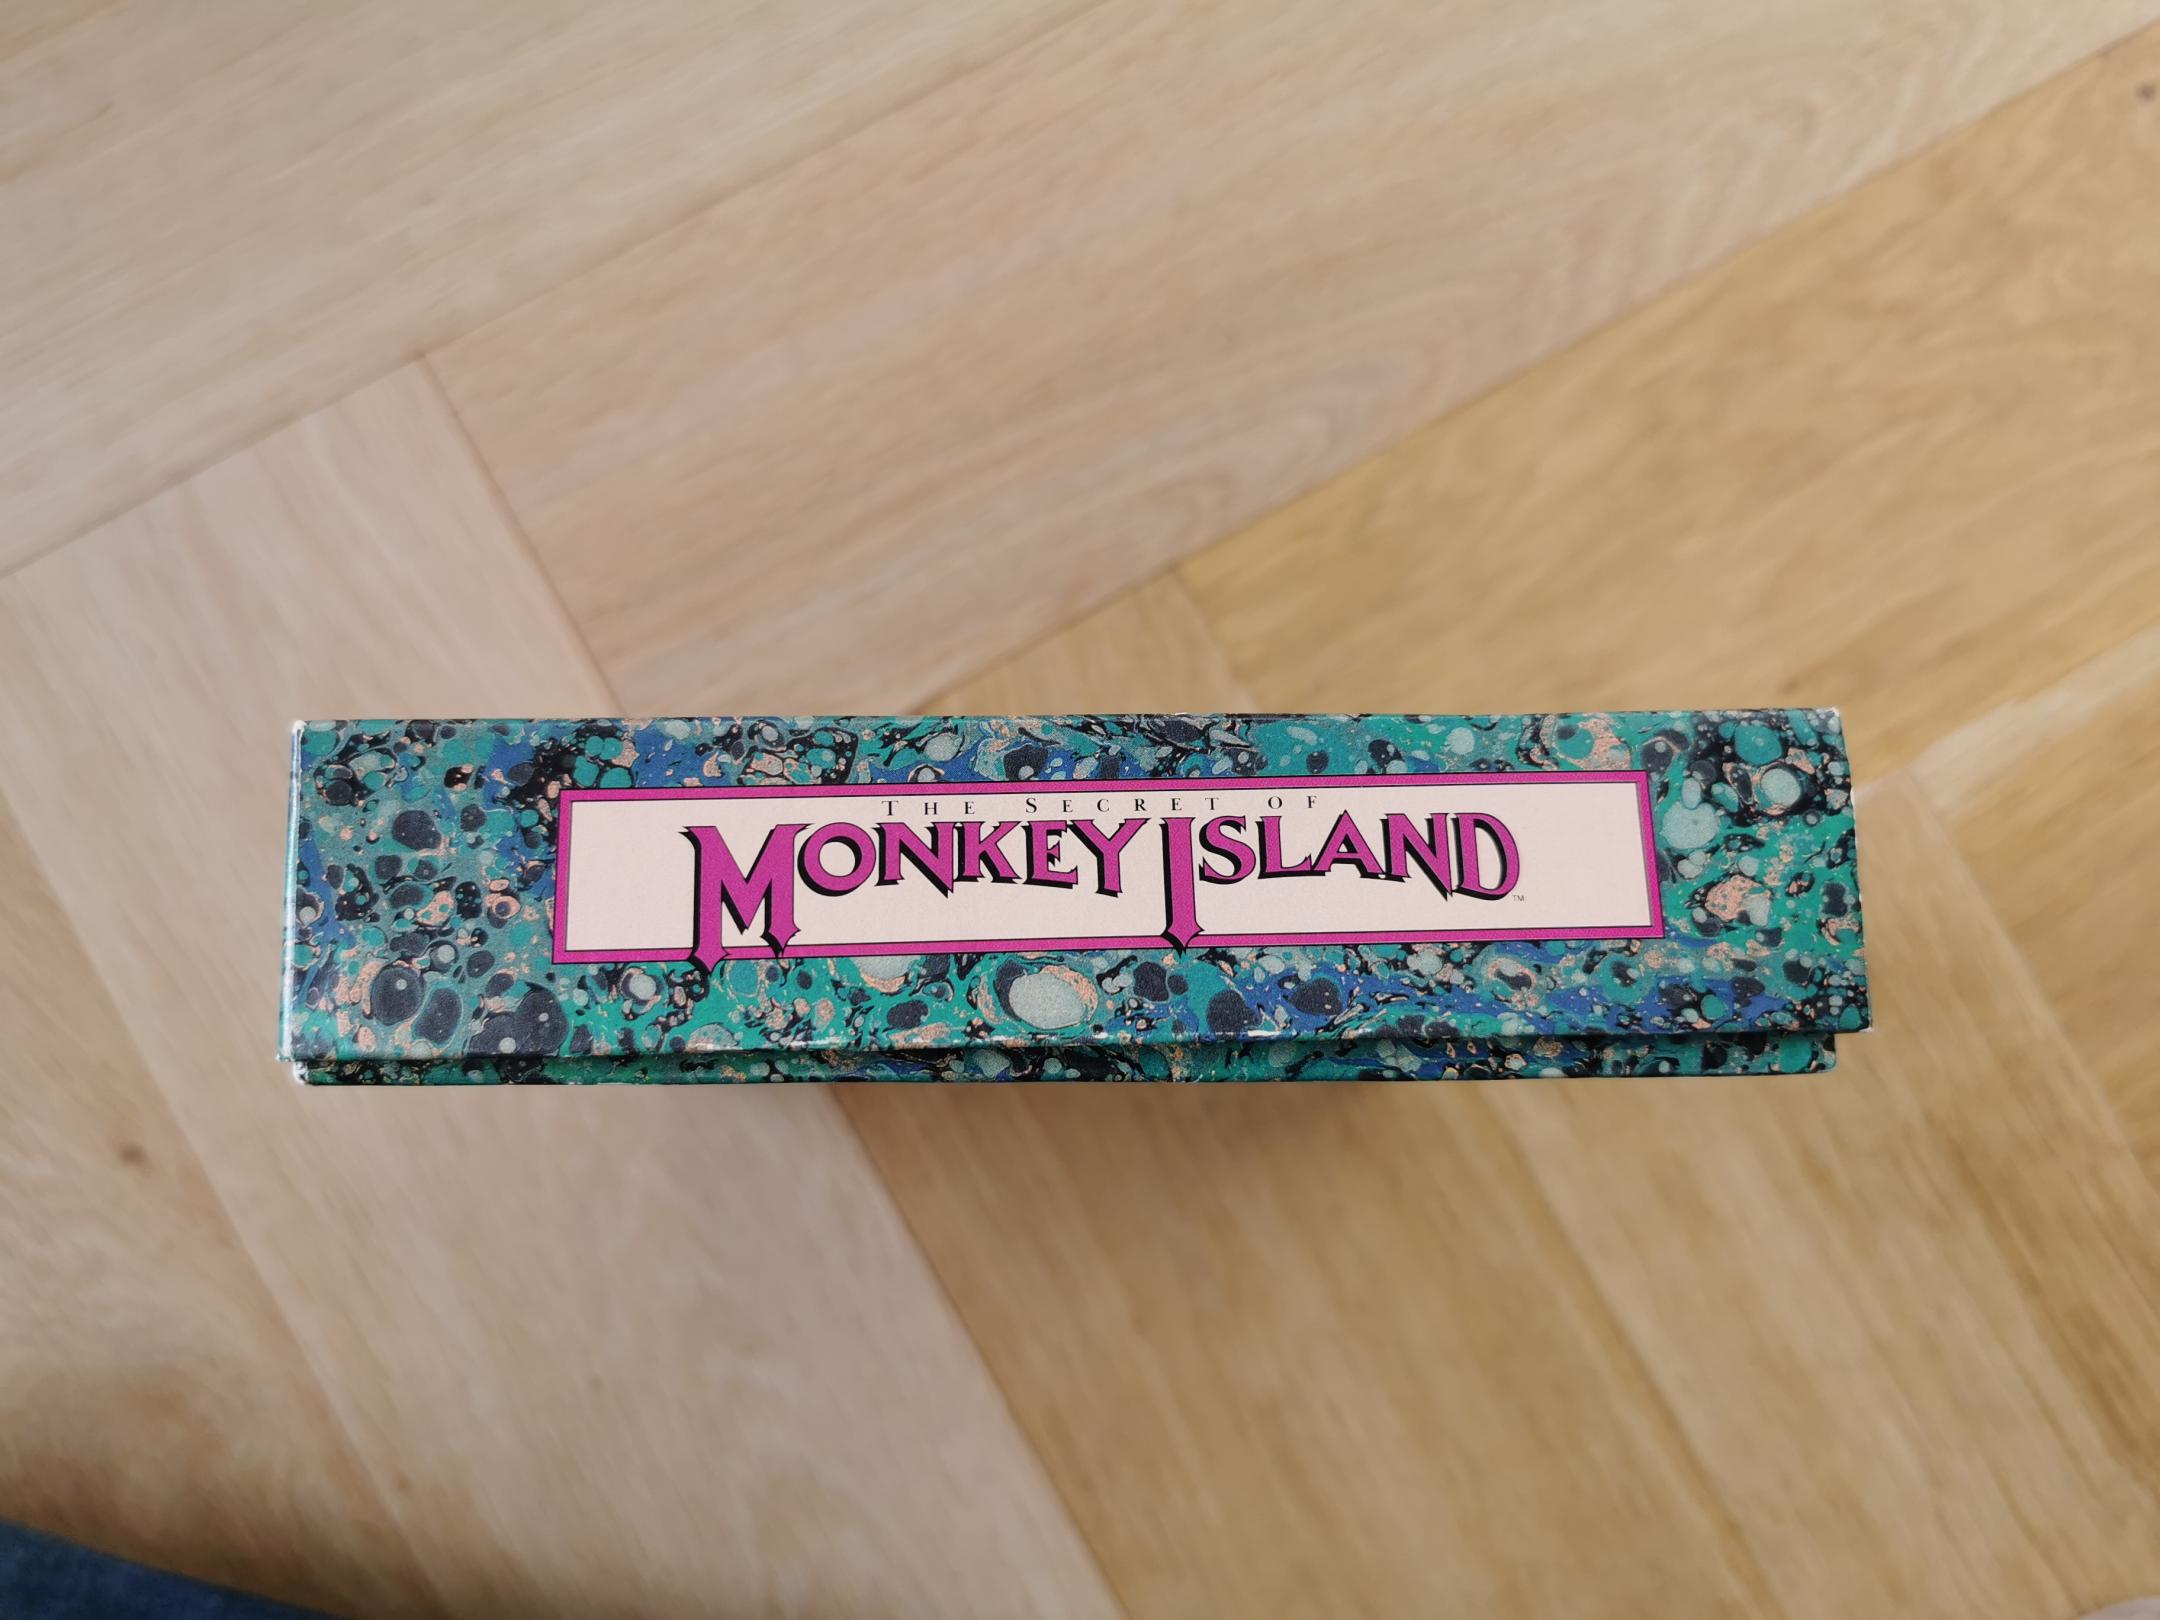 THE SECRET OF
MONKEY ISLAND™